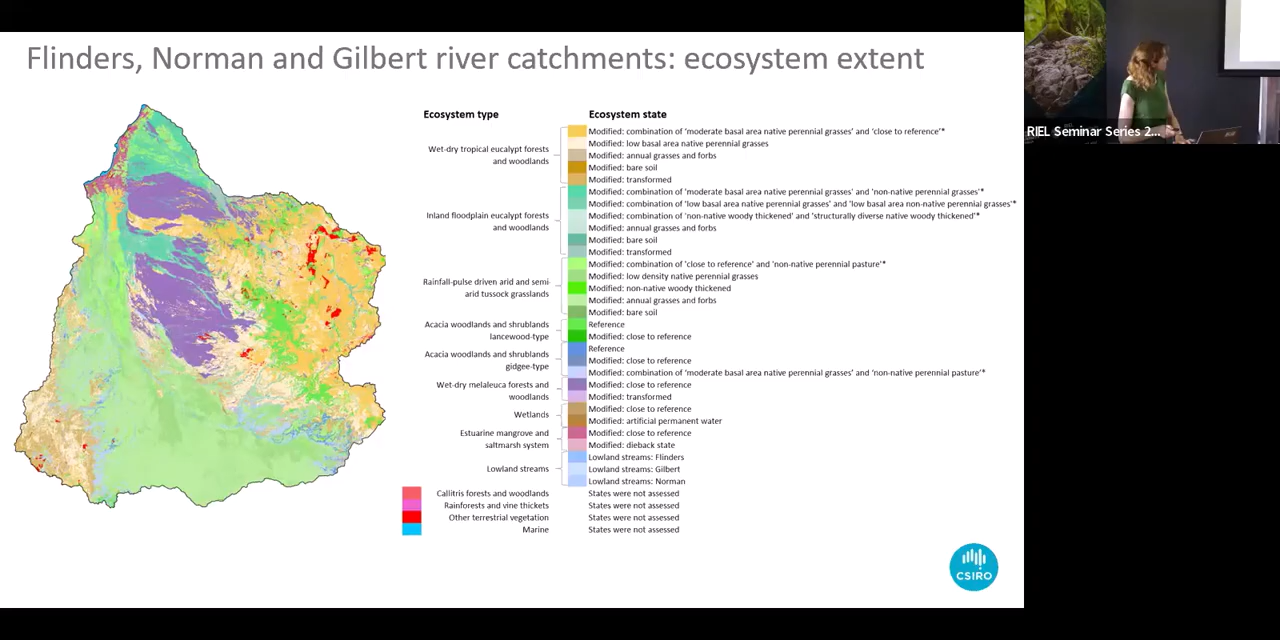 Flinders, Norman and Gilbert river catchments: ecosystem extent
RIEL Seminar Series 2...
Ecosystem type
Ecosystem state
Wet-dry tropical eucalypt forests
and woodlands
Modified: combination of 'moderate basal area native perennial grasses' and 'close to reference'*
Modified: low basal area native perennial grasses
Modified: annual grasses and forbs
Modified: bare soil
Modified: transformed
Inland floodplain eucalypt forests
and woodlands
Modified: combination of 'moderate basal area native perennial grasses' and 'non-native perennial grasses'*
Modified: combination of 'low basal area native perennial grasses' and 'low basal area non-native perennial grasses'*
Modified: combination of 'non-native woody thickened' and 'structurally diverse native woody thickened'*
Modified: annual grasses and forbs
Modified: bare soil
Modified: transformed
Rainfall-pulse driven arid and semi-
arid tussock grasslands
Modified: combination of 'close to reference' and 'non-native perennial pasture'*
Modified: low density native perennial grasses
Modified: non-native woody thickened
Modified: annual grasses and forbs
Modified: bare soil
Acacia woodlands and shrublands
lancewood-type
Reference
Modified: close to reference
Acacia woodlands and shrublands
gidgee-type
Reference
Modified: close to reference
Modified: combination of 'moderate basal area native perennial grasses' and 'non-native perennial pasture'*
Wet-dry melaleuca forests and
woodlands
Modified: close to reference
Modified: transformed
Wetlands
Modified: close to reference
Modified: artificial permanent water
Estuarine mangrove and
saltmarsh system
Modified: close to reference
Modified: dieback state
Lowland streams
Lowland streams: Flinders
Lowland streams: Gilbert
Lowland streams: Norman
Callitris forests and woodlands
States were not assessed
Rainforests and vine thickets
States were not assessed
Other terrestrial vegetation
States were not assessed
Marine
States were not assessed
CSIRO